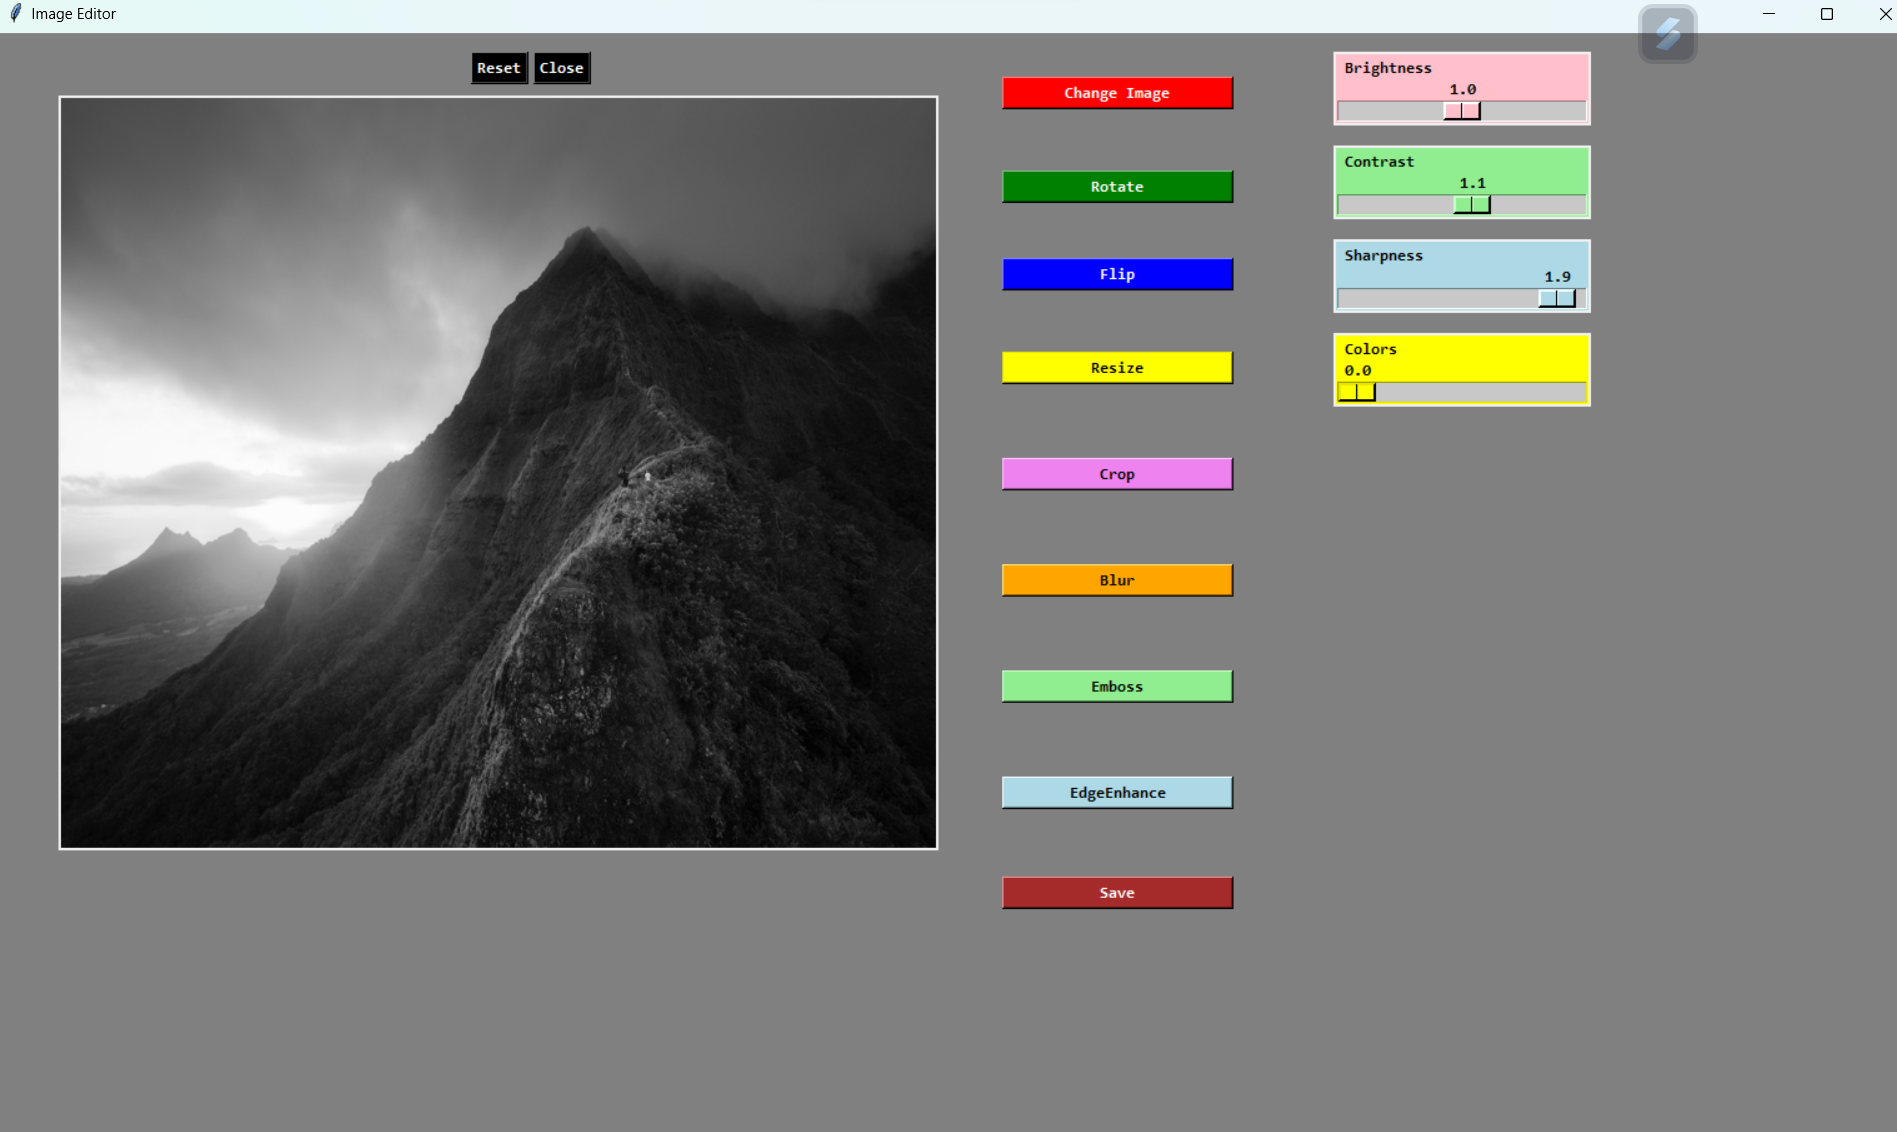 Image Editor
Reset Close
Change Image
Rotate
Flip
Resize
Crop
Blur
Emboss
EdgeEnhance
Save
Brightness
1.0
Contrast
1.1
Sharpness
1.9
Colors
0.0